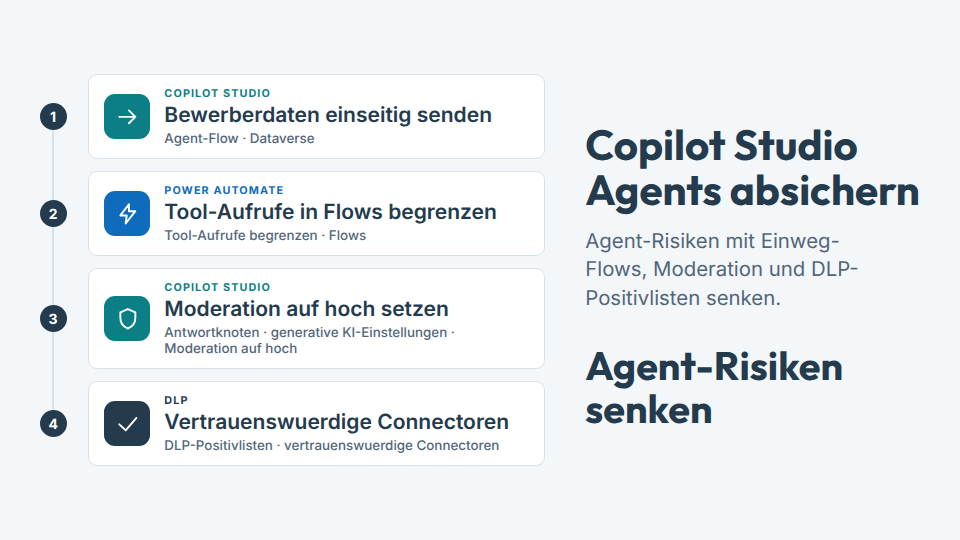 1
COPILOT STUDIO
Bewerberdaten einseitig senden
Agent-Flow · Dataverse
2
POWER AUTOMATE
Tool-Aufrufe in Flows begrenzen
Tool-Aufrufe begrenzen · Flows
3
COPILOT STUDIO
Moderation auf hoch setzen
Antwortknoten · generative KI-Einstellungen ·
Moderation auf hoch
4
DLP
Vertrauenswuerdige Connectoren
DLP-Positivlisten · vertrauenswuerdige Connectoren
Copilot Studio
Agents absichern
Agent-Risiken mit Einweg-
Flows, Moderation und DLP-
Positivlisten senken.
Agent-Risiken
senken